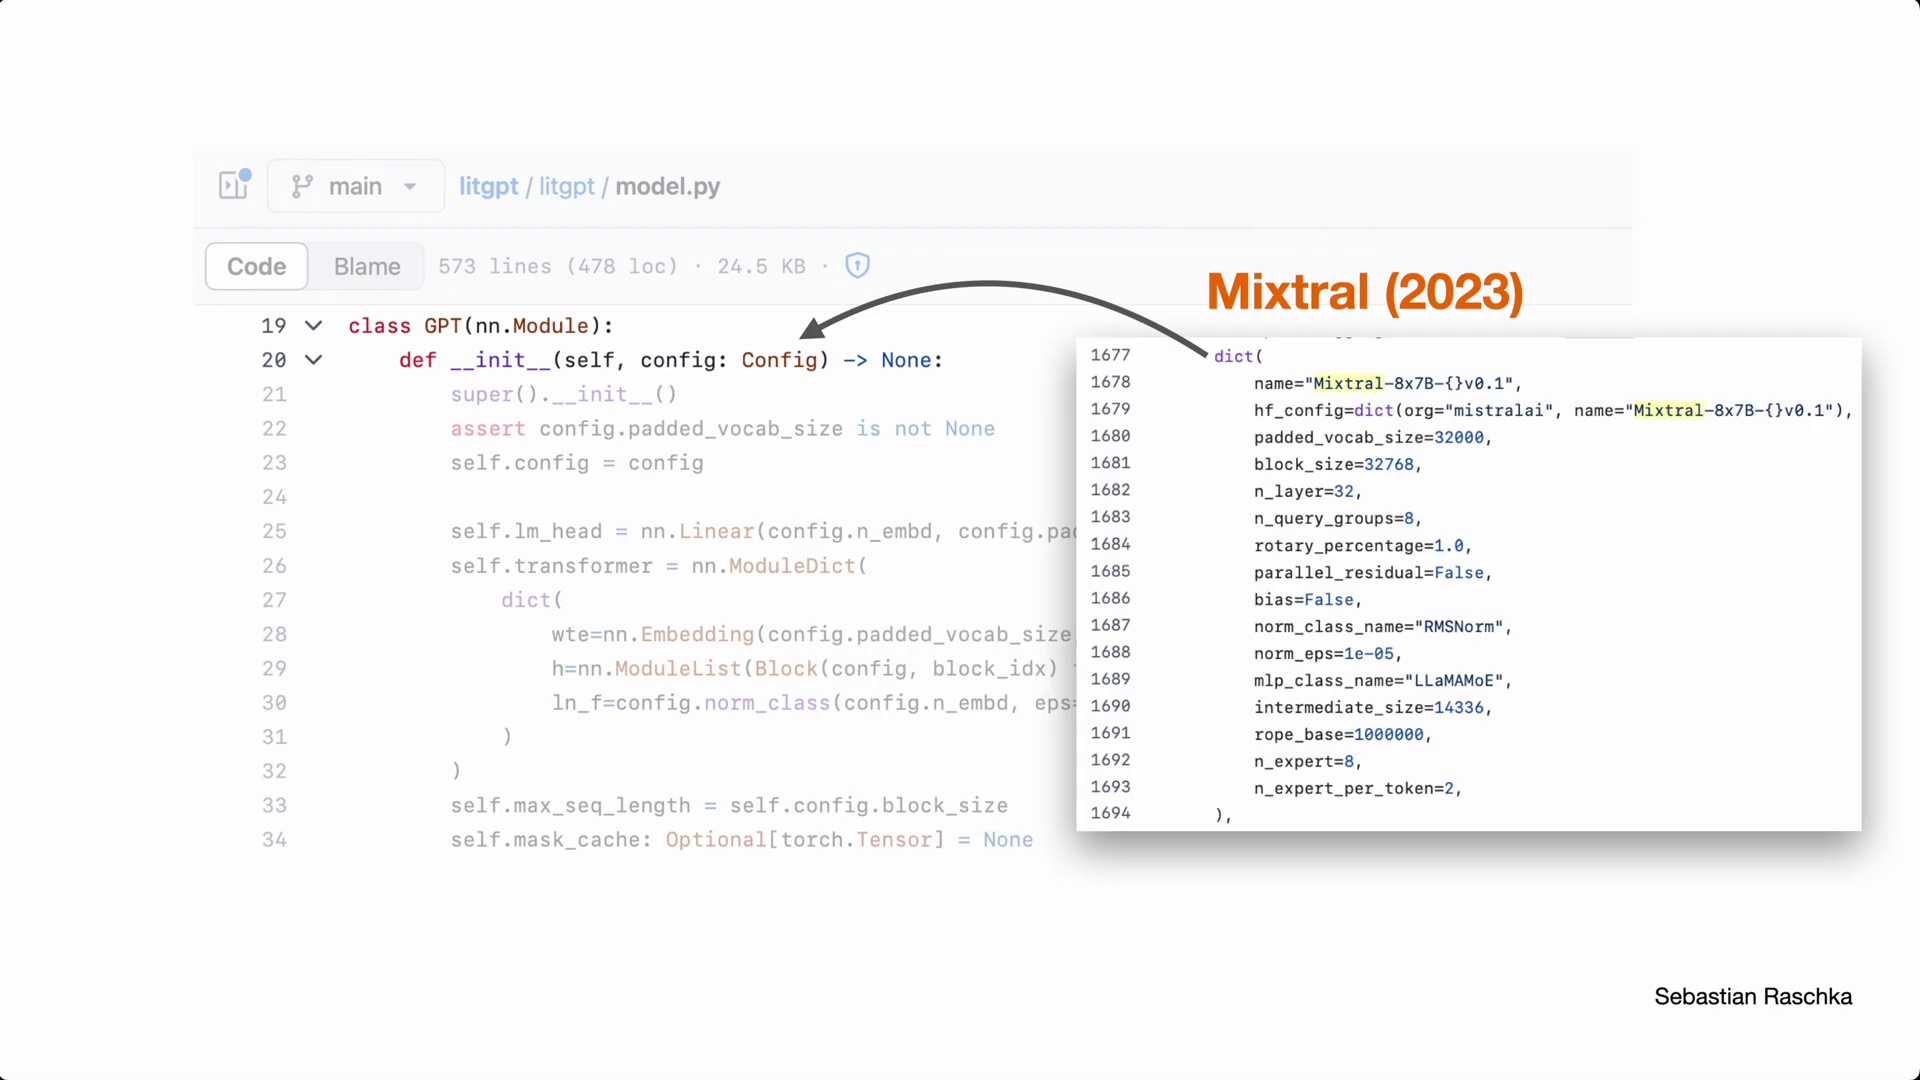 main litgpt / litgpt / model.py
Code Blame 573 lines (478 loc) · 24.5 KB ·
19 class GPT(nn.Module):
20 def __init__(self, config: Config) -> None:
21 super().__init__()
22 assert config.padded_vocab_size is not None
23 self.config = config
24
25 self.lm_head = nn.Linear(config.n_embd, config.pad
26 self.transformer = nn.ModuleDict(
27 dict(
28 wte=nn.Embedding(config.padded_vocab_size
29 h=nn.ModuleList(Block(config, block_idx)
30 ln_f=config.norm_class(config.n_embd, eps=
31 )
32 )
33 self.max_seq_length = self.config.block_size
34 self.mask_cache: Optional[torch.Tensor] = None
Mixtral (2023)
1677 dict(
1678 name="Mixtral-8x7B-{}v0.1",
1679 hf_config=dict(org="mistralai", name="Mixtral-8x7B-{}v0.1"),
1680 padded_vocab_size=32000,
1681 block_size=32768,
1682 n_layer=32,
1683 n_query_groups=8,
1684 rotary_percentage=1.0,
1685 parallel_residual=False,
1686 bias=False,
1687 norm_class_name="RMSNorm",
1688 norm_eps=1e-05,
1689 mlp_class_name="LLaMAMoE",
1690 intermediate_size=14336,
1691 rope_base=1000000,
1692 n_expert=8,
1693 n_expert_per_token=2,
1694 ),
Sebastian Raschka